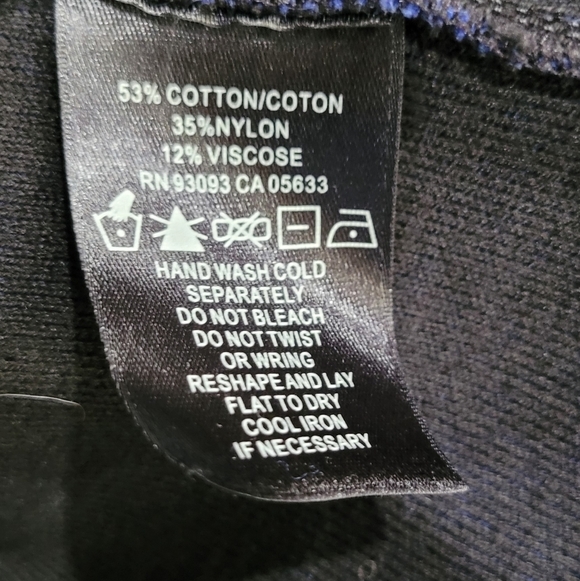 53% COTTON/COTON
35%NYLON
12% VISCOSE
RN 93093 CA 05633
HAND WASH COLD
SEPARATELY
DO NOT BLEACH
DO NOT TWIST
OR WRING
RESHAPE AND LAY
FLAT TO DRY
COOL IRON
IF NECESSARY